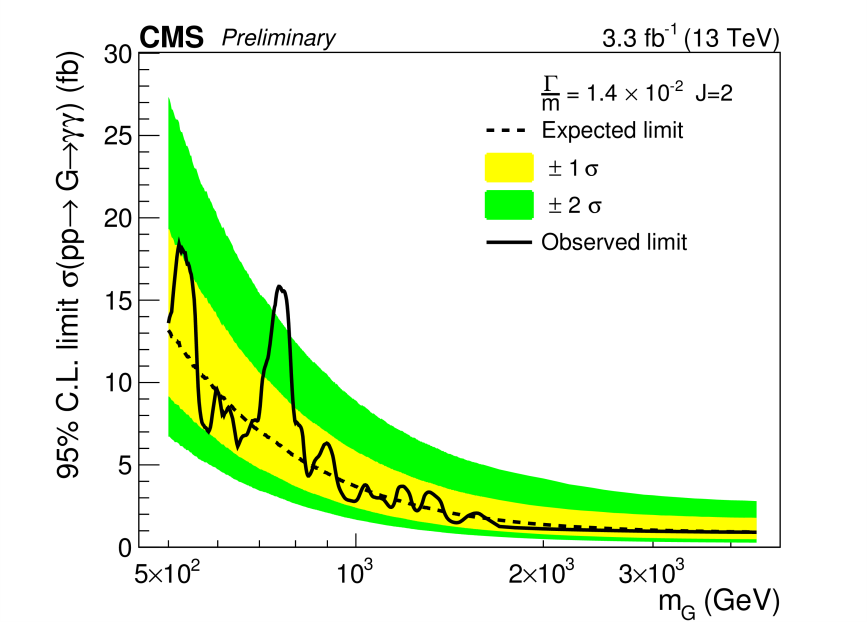 CMS Preliminary 3.3 fb⁻¹ (13 TeV)
95% C.L. limit σ(pp→ G→γγ) (fb)
30
25
20
15
10
5
0
Γ/m = 1.4 × 10⁻² J=2
Expected limit
± 1 σ
± 2 σ
Observed limit
5×10² 10³ 2×10³ 3×10³
m_G (GeV)